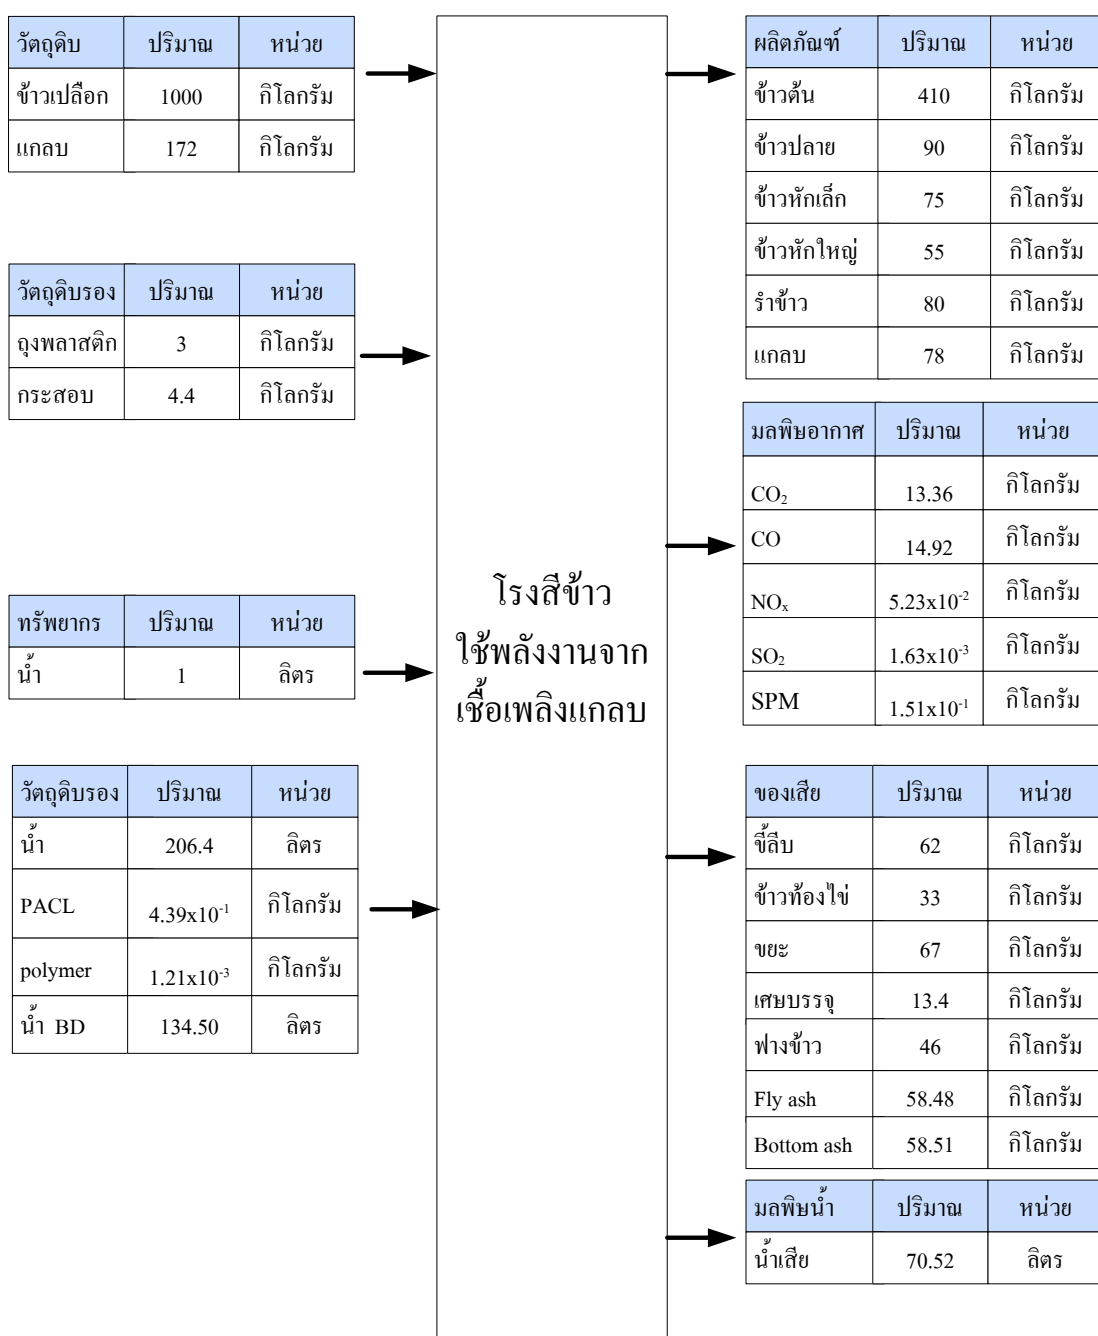 วัตถุดิบ ปริมาณ หน่วย
ข้าวเปลือก 1000 กิโลกรัม
แกลบ 172 กิโลกรัม
วัตถุดิบรอง ปริมาณ หน่วย
ถุงพลาสติก 3 กิโลกรัม
กระสอบ 4.4 กิโลกรัม
ทรัพยากร ปริมาณ หน่วย
น้ำ 1 ลิตร
วัตถุดิบรอง ปริมาณ หน่วย
น้ำ 206.4 ลิตร
PACL 4.39x10⁻¹ กิโลกรัม
polymer 1.21x10⁻³ กิโลกรัม
น้ำ BD 134.50 ลิตร
โรงสีข้าว
ใช้พลังงานจาก
เชื้อเพลิงแกลบ
ผลิตภัณฑ์ ปริมาณ หน่วย
ข้าวต้น 410 กิโลกรัม
ข้าวปลาย 90 กิโลกรัม
ข้าวหักเล็ก 75 กิโลกรัม
ข้าวหักใหญ่ 55 กิโลกรัม
รำข้าว 80 กิโลกรัม
แกลบ 78 กิโลกรัม
มลพิษอากาศ ปริมาณ หน่วย
CO₂ 13.36 กิโลกรัม
CO 14.92 กิโลกรัม
NOₓ 5.23x10⁻² กิโลกรัม
SO₂ 1.63x10⁻³ กิโลกรัม
SPM 1.51x10⁻¹ กิโลกรัม
ของเสีย ปริมาณ หน่วย
ขี้ลีบ 62 กิโลกรัม
ข้าวท้องไข่ 33 กิโลกรัม
ขยะ 67 กิโลกรัม
เศษบรรจุ 13.4 กิโลกรัม
ฟางข้าว 46 กิโลกรัม
Fly ash 58.48 กิโลกรัม
Bottom ash 58.51 กิโลกรัม
มลพิษน้ำ ปริมาณ หน่วย
น้ำเสีย 70.52 ลิตร